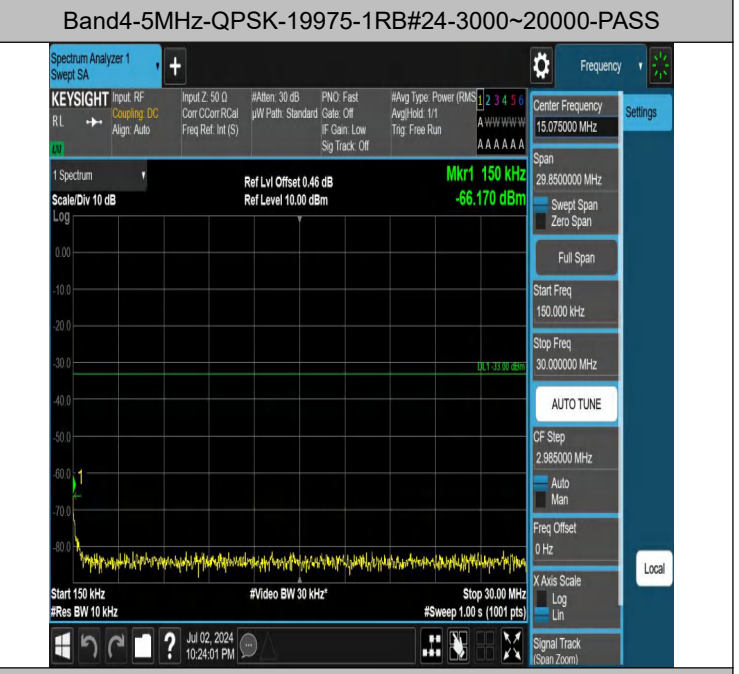 Band4-5MHz-QPSK-19975-1RB#24-3000~20000-PASS
Spectrum Analyzer 1
Swept SA
+
Frequency
KEYSIGHT
RL
LXI
Input: RF
Coupling: DC
Align: Auto
Input Z: 50 Ω
Corr CCorr RCal
Freq Ref: Int (S)
#Atten: 30 dB
µW Path: Standard
PNO: Fast
Gate: Off
IF Gain: Low
Sig Track: Off
#Avg Type: Power (RMS
Avg|Hold: 1/1
Trig: Free Run
1 2 3 4 5 6
A W W W W W
A A A A A A
1 Spectrum
Scale/Div 10 dB
Log
Ref Lvl Offset 0.46 dB
Ref Level 10.00 dBm
Mkr1 150 kHz
-66.170 dBm
0.00
-10.0
-20.0
-30.0
DL1 -33.00 dBm
-40.0
-50.0
-60.0
1
-70.0
-80.0
Start 150 kHz
#Res BW 10 kHz
#Video BW 30 kHz*
Stop 30.00 MHz
#Sweep 1.00 s (1001 pts)
Center Frequency
15.075000 MHz
Settings
Span
29.8500000 MHz
Swept Span
Zero Span
Full Span
Start Freq
150.000 kHz
Stop Freq
30.000000 MHz
AUTO TUNE
CF Step
2.985000 MHz
Auto
Man
Freq Offset
0 Hz
X Axis Scale
Log
Lin
Local
Signal Track
(Span Zoom)
?
Jul 02, 2024
10:24:01 PM